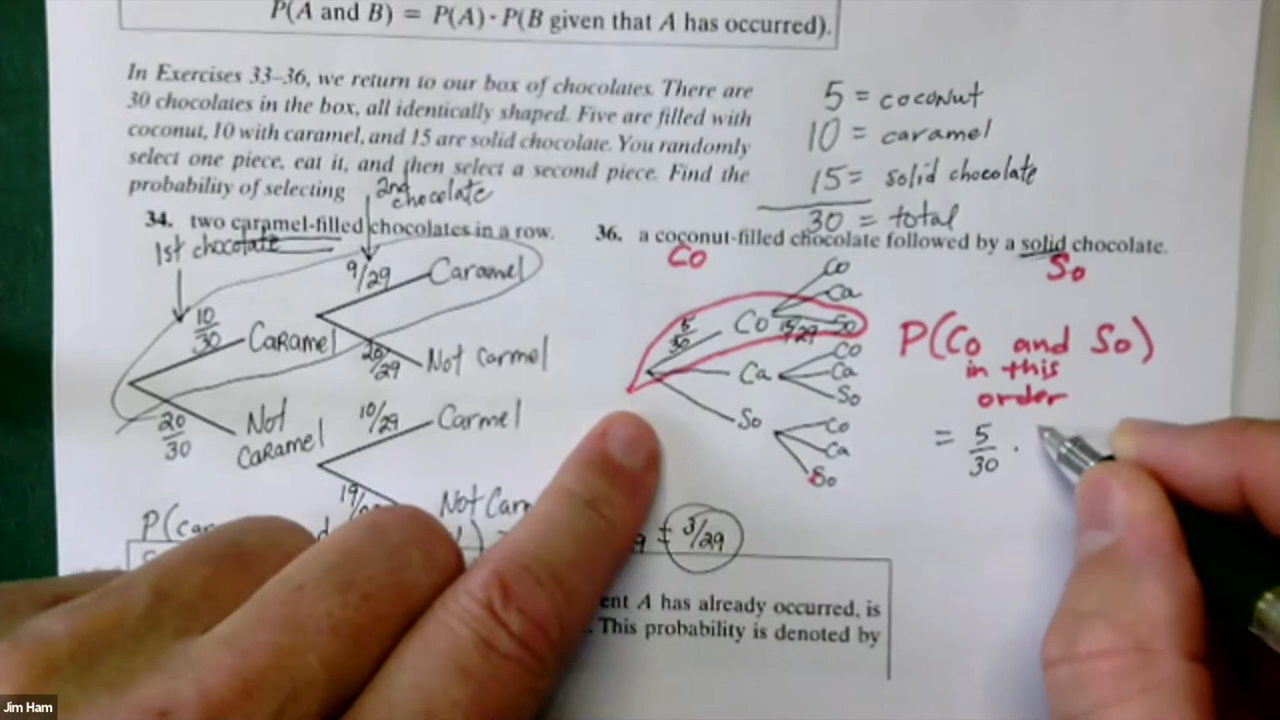 P(A and B) = P(A) · P(B given that A has occurred).
In Exercises 33–36, we return to our box of chocolates. There are
30 chocolates in the box, all identically shaped. Five are filled with
coconut, 10 with caramel, and 15 are solid chocolate. You randomly
select one piece, eat it, and then select a second piece. Find the
probability of selecting
2nd
chocolate
5 = coconut
10 = caramel
15 = solid chocolate
30 = total
34. two caramel-filled chocolates in a row.
1st chocolate
10/30
Caramel
9/29
Caramel
20/29
Not carmel
20/30
Not
Caramel
10/29
Carmel
19/
Not Car
P(ca
= 3/29
36. a coconut-filled chocolate followed by a solid chocolate.
Co
So
5/30
Co
15/29
Co
Ca
So
Ca
Co
Ca
So
So
Co
Ca
So
P(Co and So)
in this
order
= 5/30 ·
ent A has already occurred, is
This probability is denoted by
Jim Ham